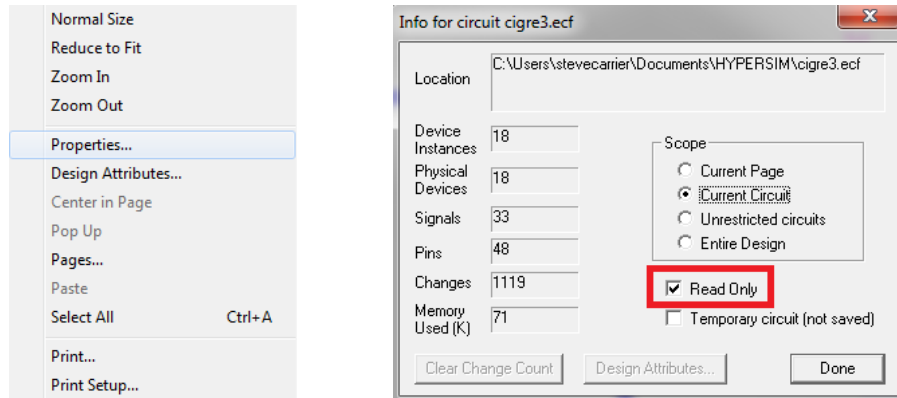 Normal Size
Reduce to Fit
Zoom In
Zoom Out
Properties...
Design Attributes...
Center in Page
Pop Up
Pages...
Paste
Select All Ctrl+A
Print...
Print Setup...
Info for circuit cigre3.ecf
Location C:\Users\stevecarrier\Documents\HYPERSIM\cigre3.ecf
Device Instances 18
Physical Devices 18
Signals 33
Pins 48
Changes 1119
Memory Used (K) 71
Scope
Current Page
Current Circuit
Unrestricted circuits
Entire Design
Read Only
Temporary circuit (not saved)
Clear Change Count Design Attributes... Done